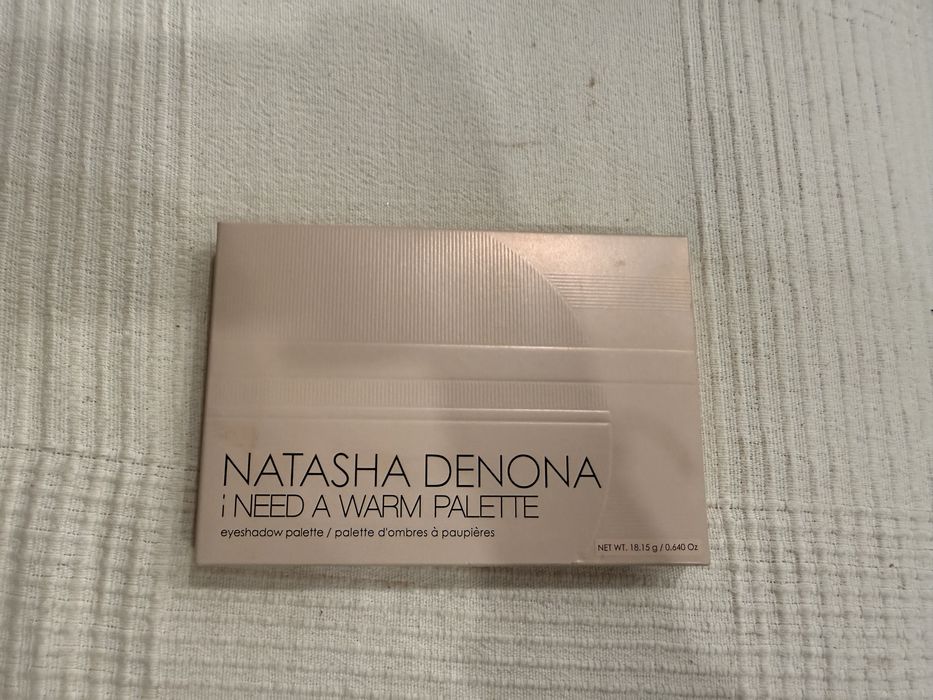 NATASHA DENONA
i NEED A WARM PALETTE
eyeshadow palette / palette d'ombres à paupières
NET WT. 18.15 g / 0.640 Oz